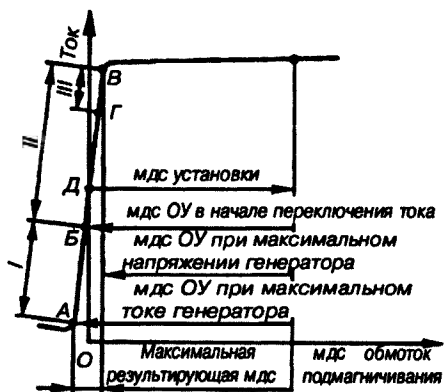 Ток
В
III
Г
II
мдс установки
Д
мдс ОУ в начале переключения тока
Б
мдс ОУ при максимальном
напряжении генератора
I
мдс ОУ при максимальном
А
токе генератора
О
Максимальная
результирующая мдс
мдс обмоток
подмагничивания